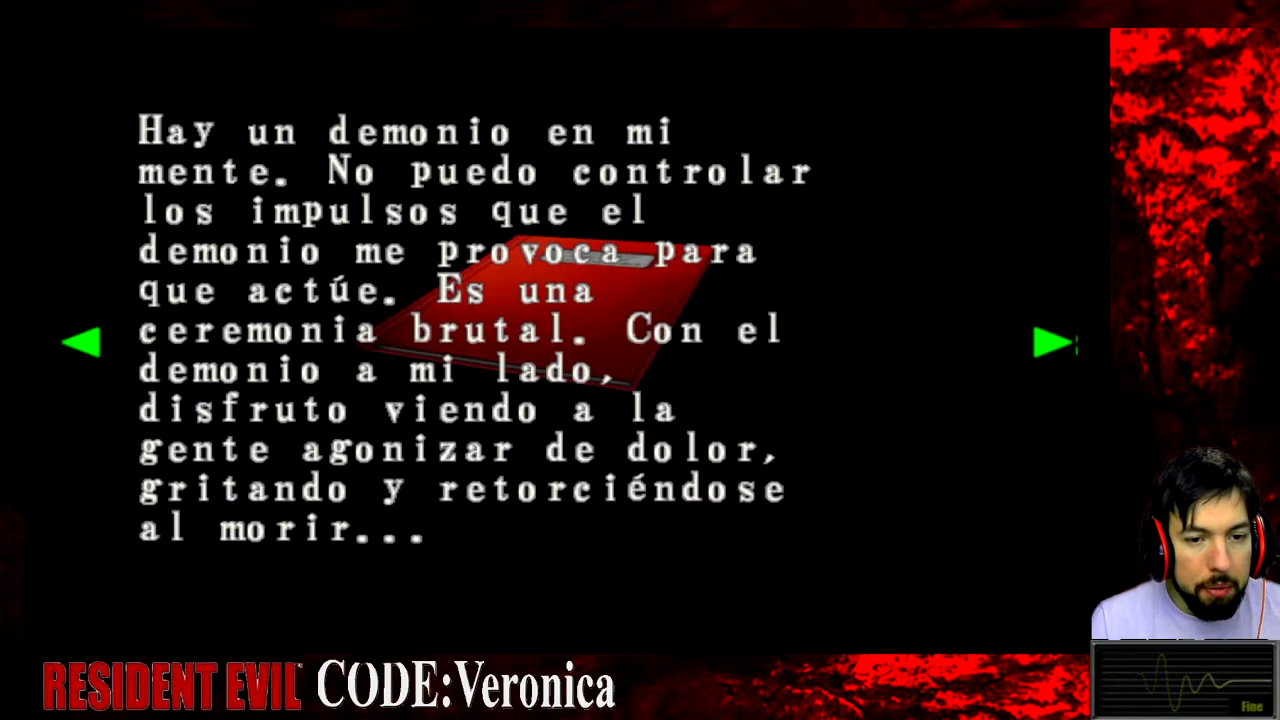 Hay un demonio en mi
mente. No puedo controlar
los impulsos que el
demonio me provoca para
que actúe. Es una
ceremonia brutal. Con el
demonio a mi lado,
disfruto viendo a la
gente agonizar de dolor,
gritando y retorciéndose
al morir...
RESIDENT EVIL™ CODE:Veronica
Fine